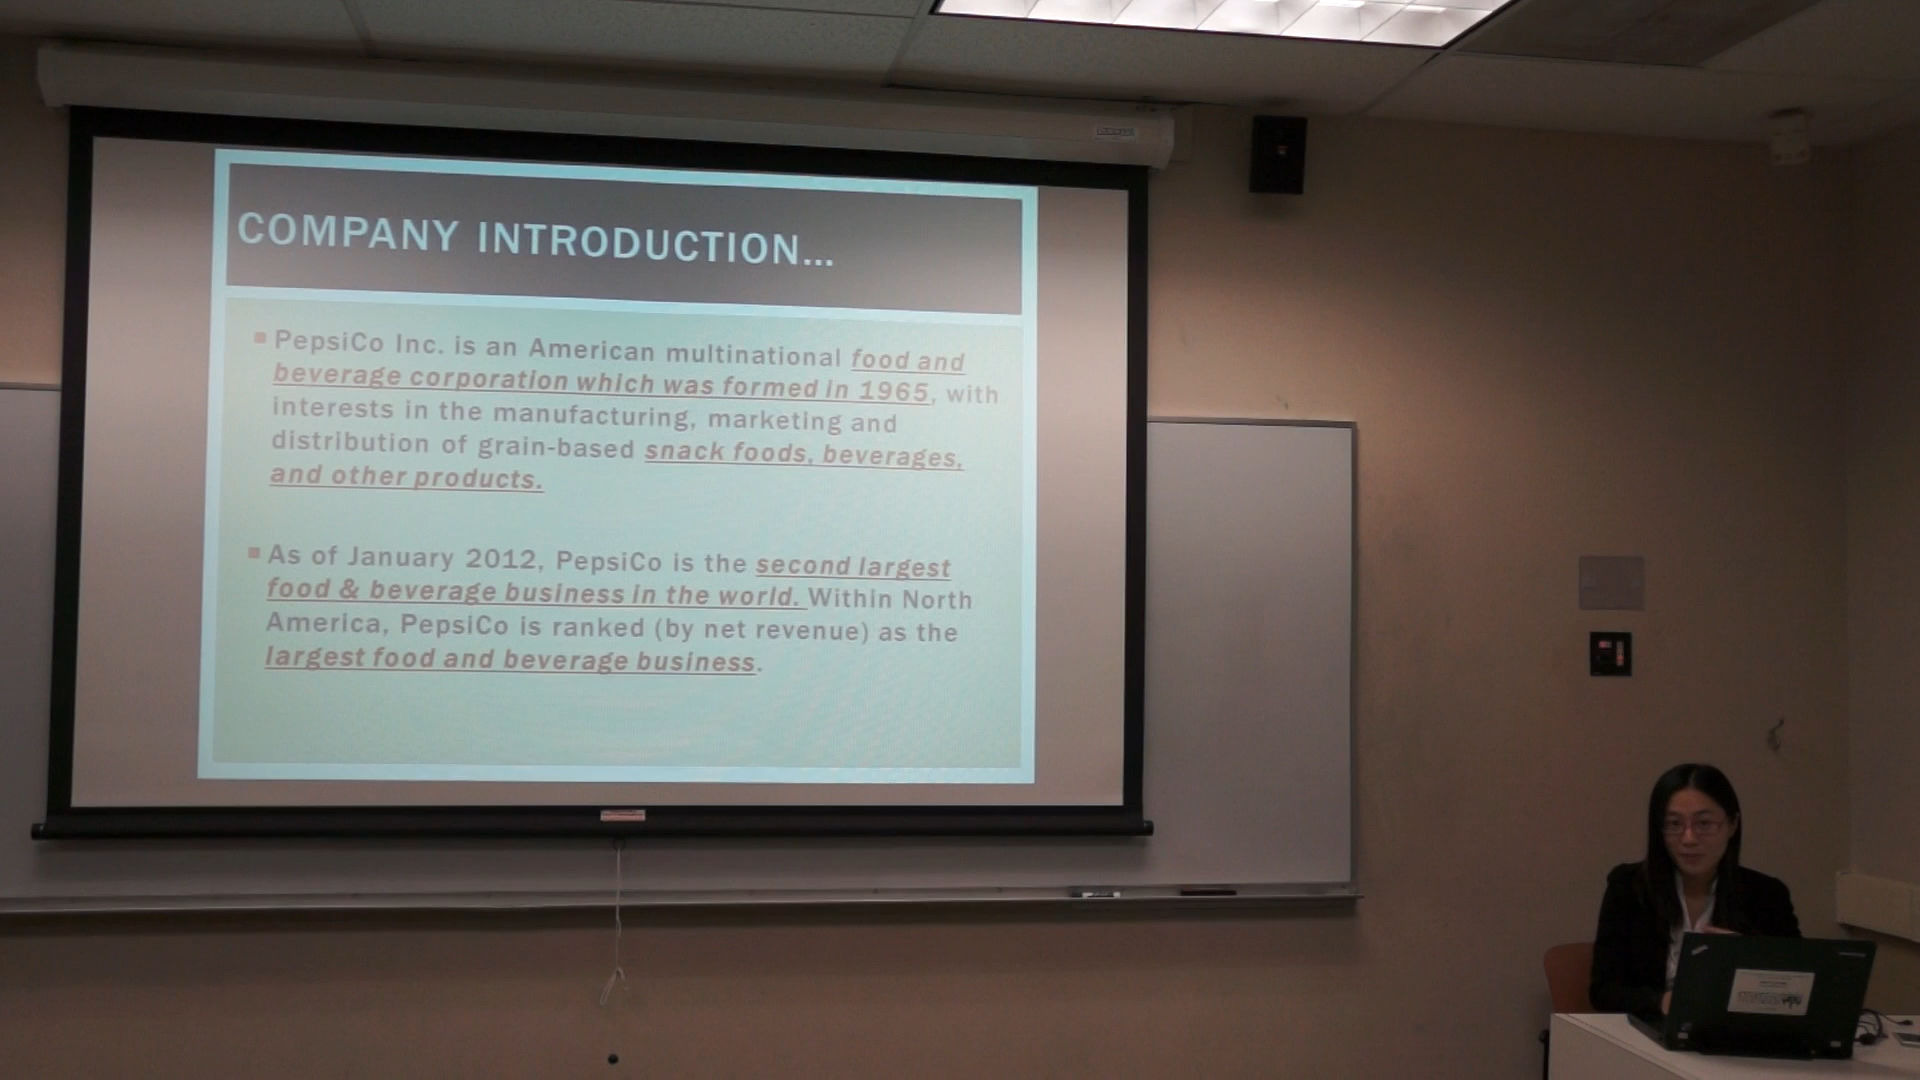 COMPANY INTRODUCTION...
PepsiCo Inc. is an American multinational food and
beverage corporation which was formed in 1965, with
interests in the manufacturing, marketing and
distribution of grain-based snack foods, beverages,
and other products.
As of January 2012, PepsiCo is the second largest
food & beverage business in the world. Within North
America, PepsiCo is ranked (by net revenue) as the
largest food and beverage business.